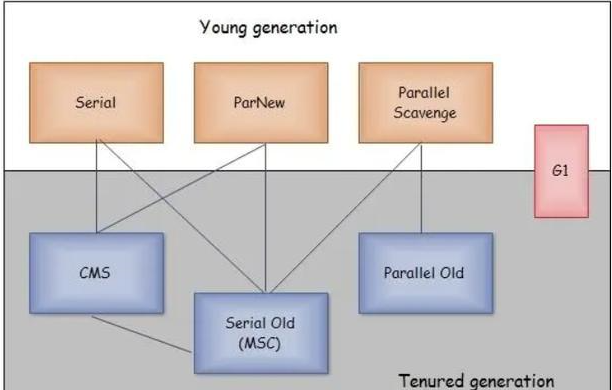 Young generation
Serial
ParNew
Parallel
Scavenge
G1
CMS
Parallel Old
Serial Old
(MSC)
Tenured generation